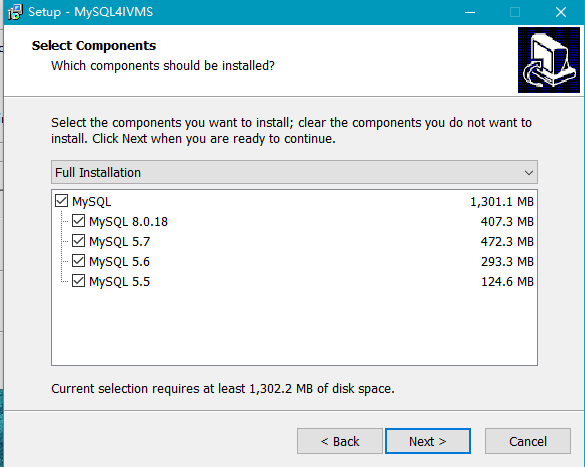 Setup - MySQL4IVMS
Select Components
Which components should be installed?
Select the components you want to install; clear the components you do not want to
install. Click Next when you are ready to continue.
Full Installation
MySQL 1,301.1 MB
MySQL 8.0.18 407.3 MB
MySQL 5.7 472.3 MB
MySQL 5.6 293.3 MB
MySQL 5.5 124.6 MB
Current selection requires at least 1,302.2 MB of disk space.
< Back Next > Cancel